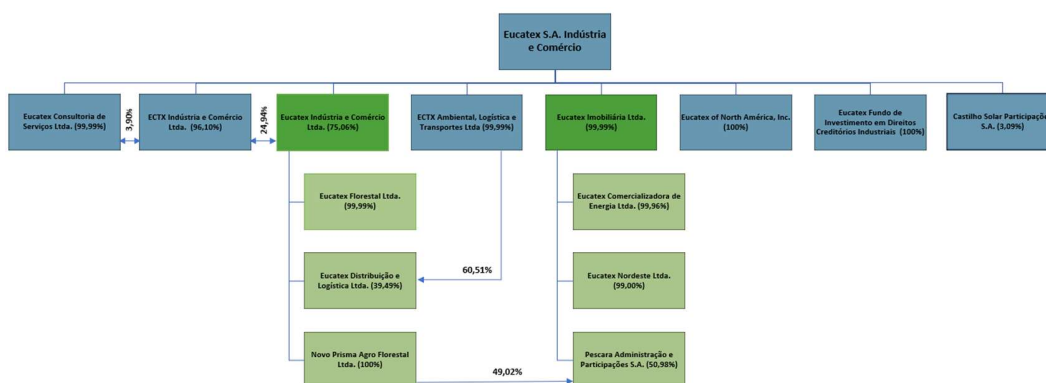 Eucatex S.A. Indústria
e Comércio
Eucatex Consultoria de
Serviços Ltda. (99,99%)
3,90%
ECTX Indústria e Comércio
Ltda. (96,10%)
24,94%
Eucatex Indústria e Comércio
Ltda. (75,06%)
ECTX Ambiental, Logística e
Transportes Ltda (99,99%)
Eucatex Imobiliária Ltda.
(99,99%)
Eucatex of North América, Inc.
(100%)
Eucatex Fundo de
Investimento em Direitos
Creditórios Industriais (100%)
Castilho Solar Participaçõe
S.A. (3,09%)
Eucatex Florestal Ltda.
(99,99%)
Eucatex Comercializadora de
Energia Ltda. (99,96%)
Eucatex Distribuição e
Logística Ltda. (39,49%)
60,51%
Eucatex Nordeste Ltda.
(99,00%)
Novo Prisma Agro Florestal
Ltda. (100%)
49,02%
Pescara Administração e
Participações S.A. (50,98%)